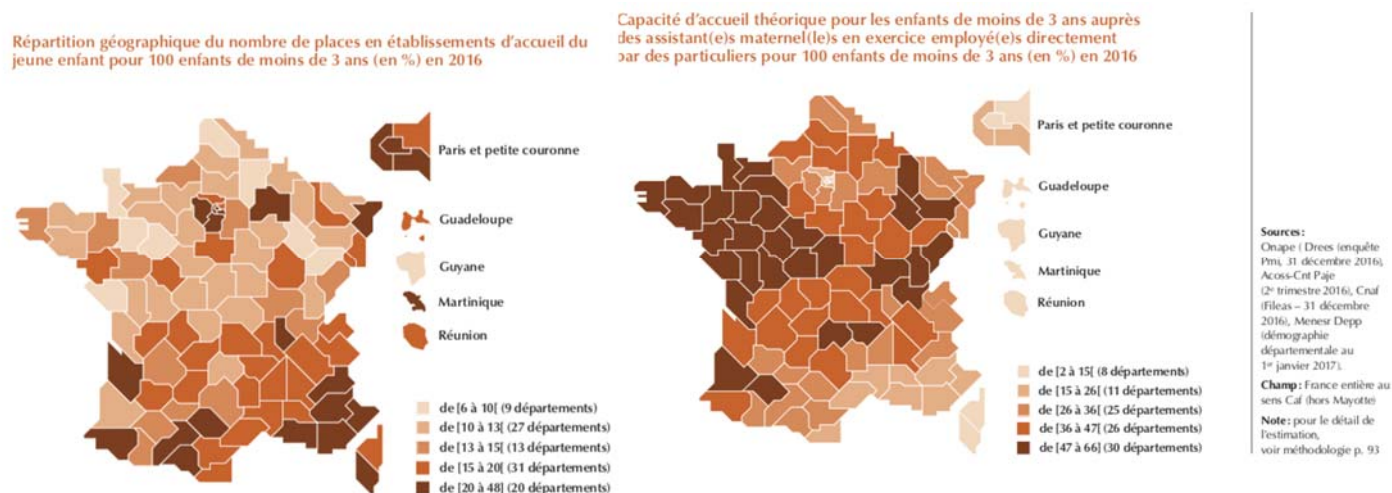 Répartition géographique du nombre de places en établissements d'accueil du
jeune enfant pour 100 enfants de moins de 3 ans (en %) en 2016
Paris et petite couronne
Guadeloupe
Guyane
Martinique
Réunion
de [6 à 10[ (9 départements)
de [10 à 13[ (27 départements)
de [13 à 15[ (13 départements)
de [15 à 20[ (31 départements)
de [20 à 48] (20 départements)
Capacité d'accueil théorique pour les enfants de moins de 3 ans auprès
des assistant(e)s maternel(le)s en exercice employé(e)s directement
par des particuliers pour 100 enfants de moins de 3 ans (en %) en 2016
Paris et petite couronne
Guadeloupe
Guyane
Martinique
Réunion
de [2 à 15[ (8 départements)
de [15 à 26[ (11 départements)
de [26 à 36[ (25 départements)
de [36 à 47[ (26 départements)
de [47 à 66] (30 départements)
Sources :
Onape ( Drees (enquête
Pmi, 31 décembre 2016),
Acoss-Cnt Paje
(2e trimestre 2016), Cnaf
(Fileas – 31 décembre
2016), Menesr Depp
(démographie
départementale au
1er janvier 2017).
Champ : France entière au
sens Caf (hors Mayotte)
Note : pour le détail de
l'estimation,
voir méthodologie p. 93